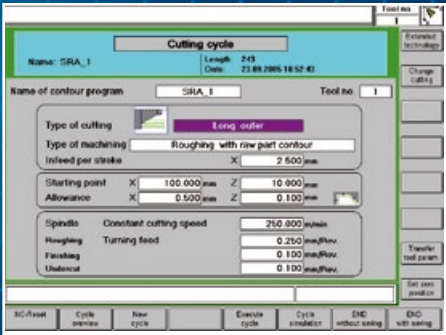 Tool no.
1
Extended
technology
Cutting cycle
Name: SRA_1
Length: 243
Date: 23.09.2005 10:52:43
Change
cutting
Name of contour program SRA_1 Tool no. 1
Type of cutting Long outer
Type of machining Roughing with raw part contour
Infeed per stroke X 2.500 mm
Starting point X 100.000 mm Z 10.000 mm
Allowance X 0.500 mm Z 0.100 mm
Spindle Constant cutting speed 250.000 m/min
Roughing Turning feed 0.250 mm/Rev.
Finishing 0.100 mm/Rev.
Undercut 0.100 mm/Rev.
Transfer
tool param.
Set zero
position
NC-Reset
Cycle
overview
New
cycle
Execute
cycle
Cycle
simulation
END
without saving
END
with saving